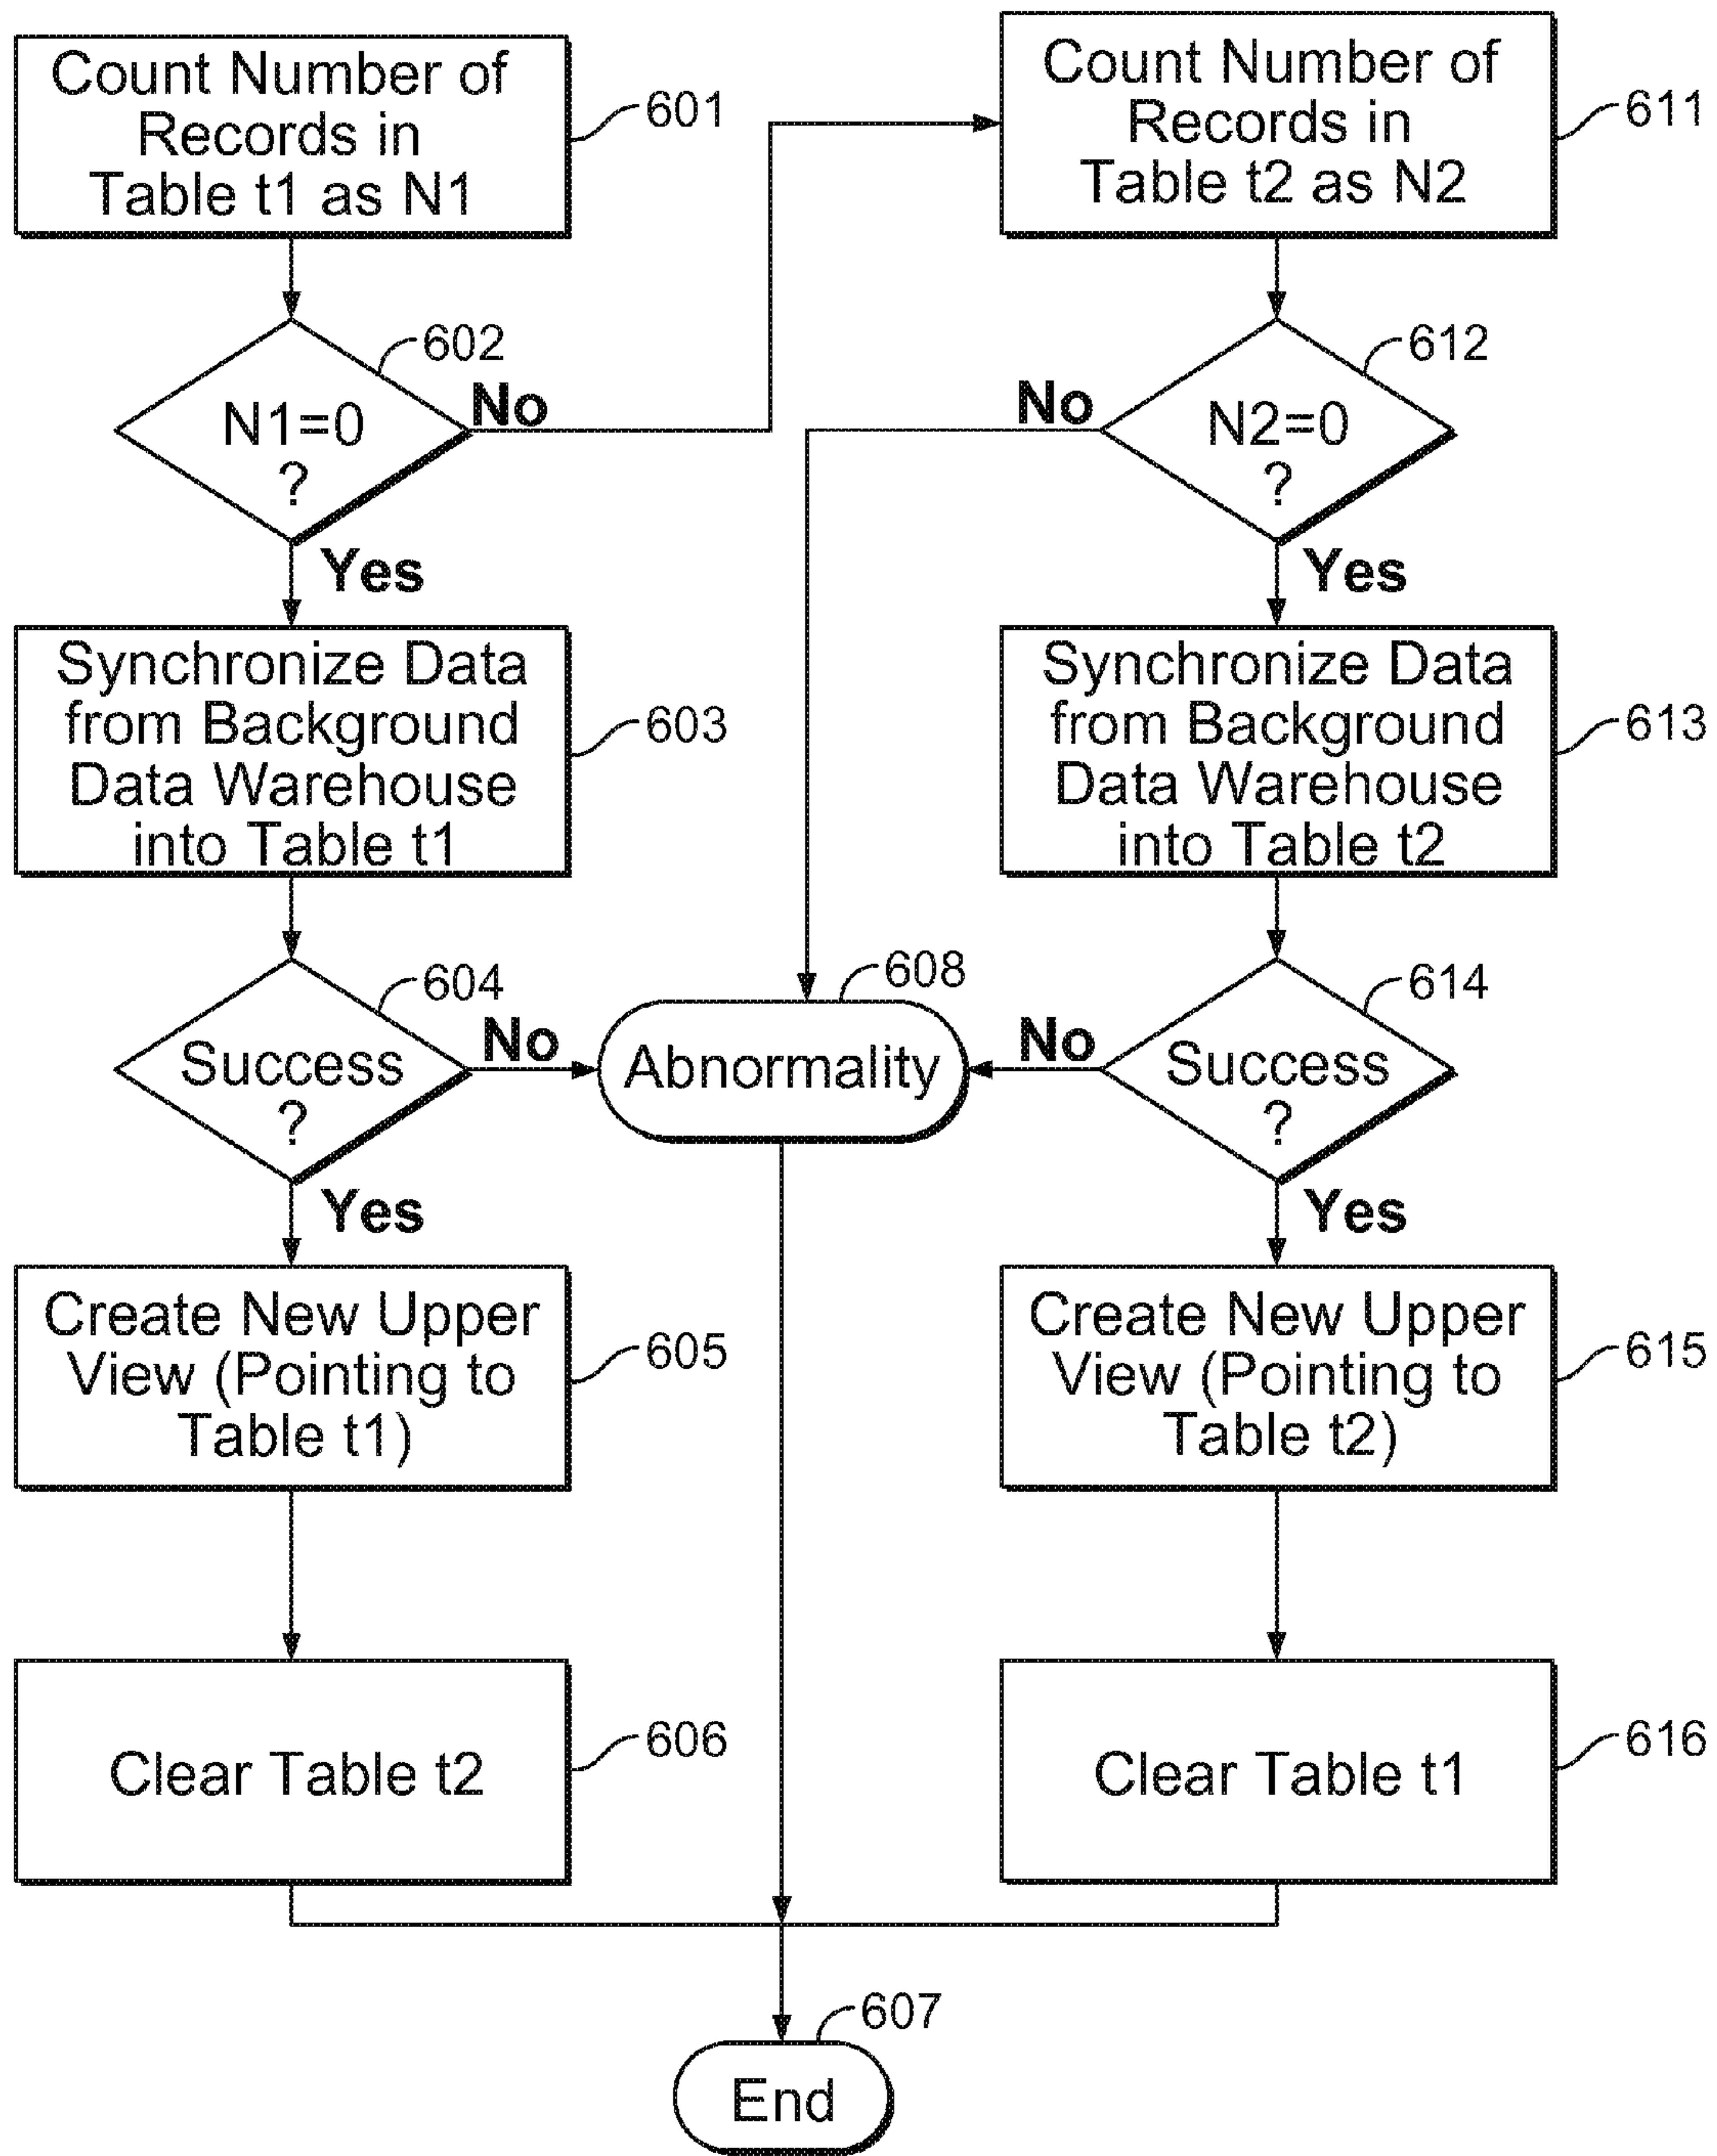 Count Number of
Records in
Table t1 as N1
601
N1=0
?
602
No
Yes
Synchronize Data
from Background
Data Warehouse
into Table t1
603
Success
?
604
No
Yes
Create New Upper
View (Pointing to
Table t1)
605
Clear Table t2
606
Count Number of
Records in
Table t2 as N2
611
N2=0
?
612
No
Yes
Synchronize Data
from Background
Data Warehouse
into Table t2
613
Success
?
614
No
Yes
Create New Upper
View (Pointing to
Table t2)
615
Clear Table t1
616
Abnormality
608
End
607